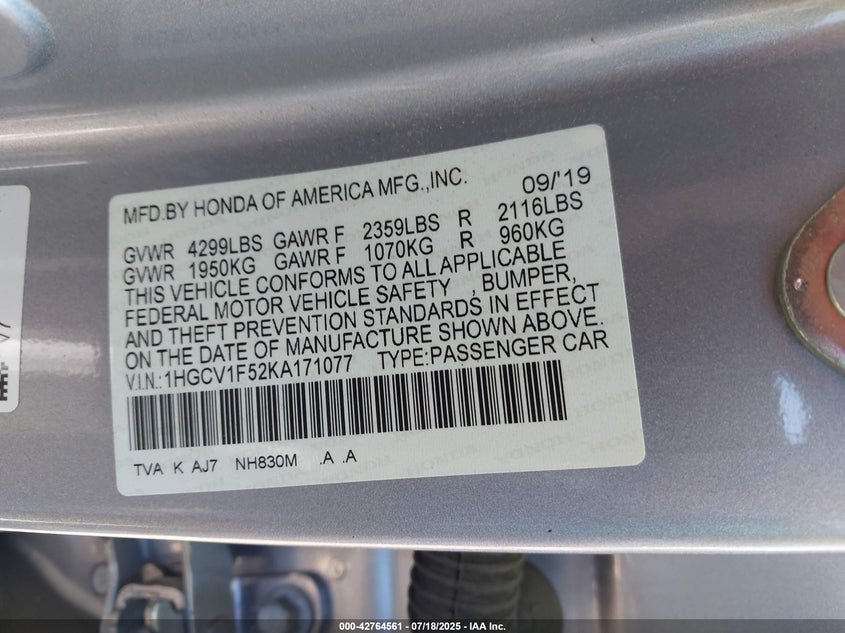 MFD.BY HONDA OF AMERICA MFG.,INC. 09/'19
GVWR 4299LBS GAWR F 2359LBS R 2116LBS
GVWR 1950KG GAWR F 1070KG R 960KG
THIS VEHICLE CONFORMS TO ALL APPLICABLE
FEDERAL MOTOR VEHICLE SAFETY , BUMPER,
AND THEFT PREVENTION STANDARDS IN EFFECT
ON THE DATE OF MANUFACTURE SHOWN ABOVE.
V.I.N.:1HGCV1F52KA171077 TYPE:PASSENGER CAR
TVA K AJ7 NH830M .A .A
000-42764561 - 07/18/2025 - IAA Inc.